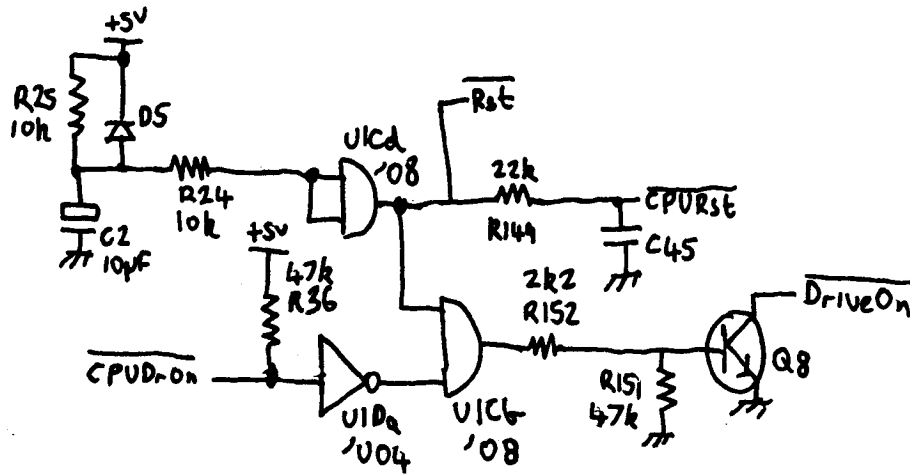 +5V
R25
10k
D5
U1Cd
'08
Rst
R24
10k
22k
R149
CPURst
C2
10µF
C45
+5V
47k
R36
2k2
R152
DriveOn
CPUDrOn
Q8
R151
47k
U1Da
'U04
U1Cb
'08